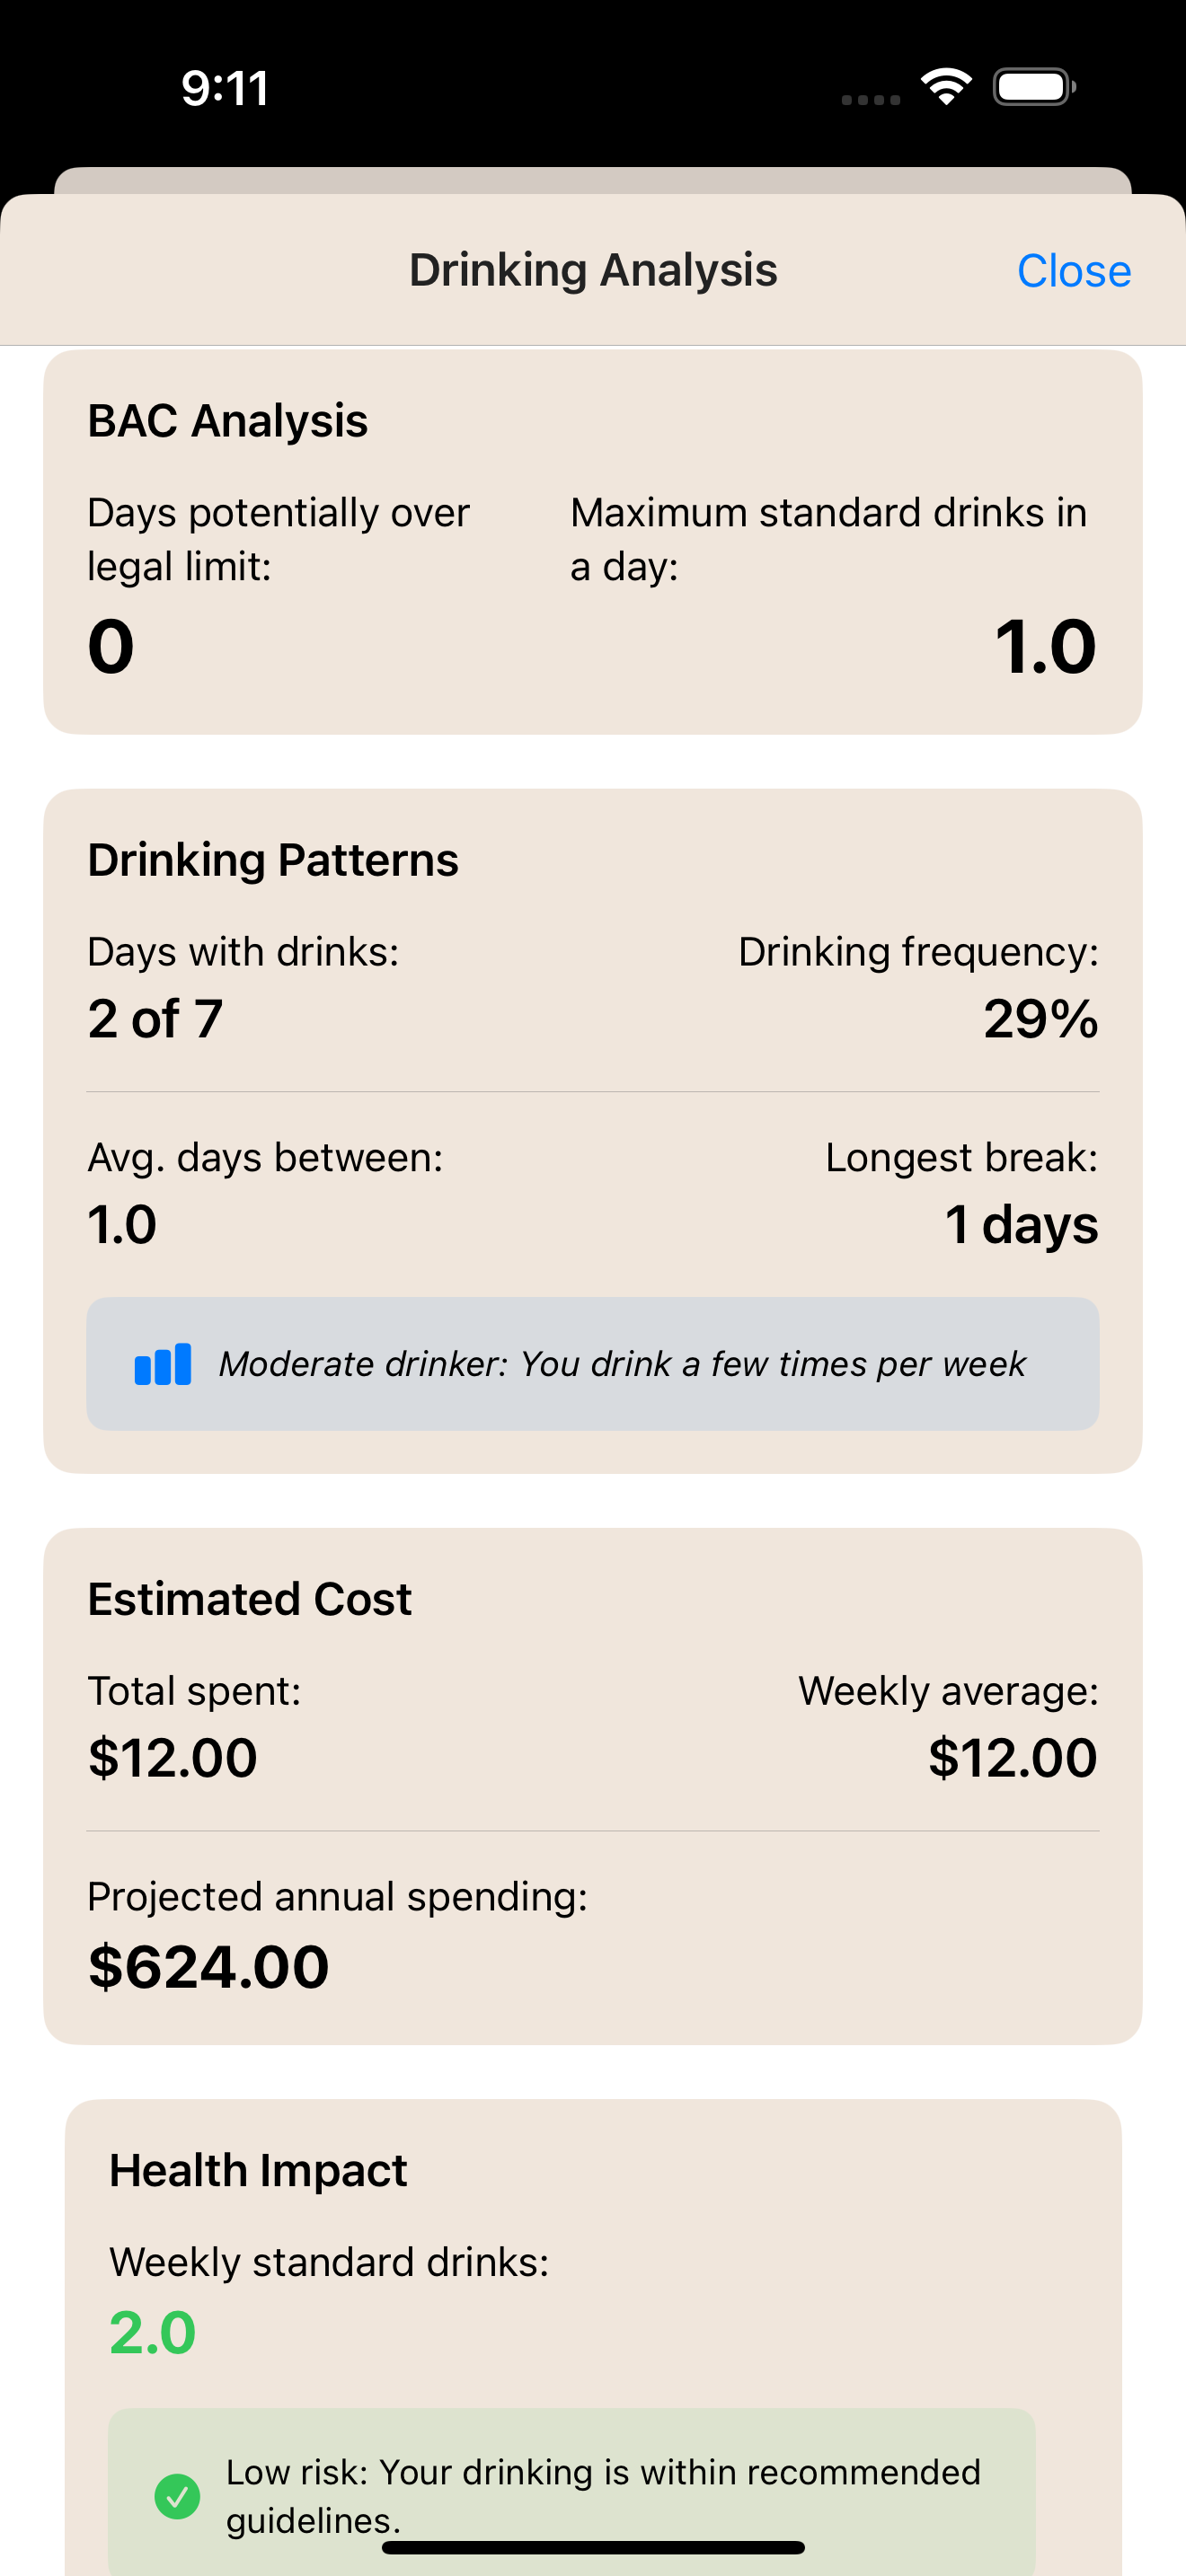 9:11
Drinking Analysis
Close
BAC Analysis
Days potentially over
legal limit:
0
Maximum standard drinks in
a day:
1.0
Drinking Patterns
Days with drinks:
2 of 7
Drinking frequency:
29%
Avg. days between:
1.0
Longest break:
1 days
Moderate drinker: You drink a few times per week
Estimated Cost
Total spent:
$12.00
Weekly average:
$12.00
Projected annual spending:
$624.00
Health Impact
Weekly standard drinks:
2.0
Low risk: Your drinking is within recommended
guidelines.